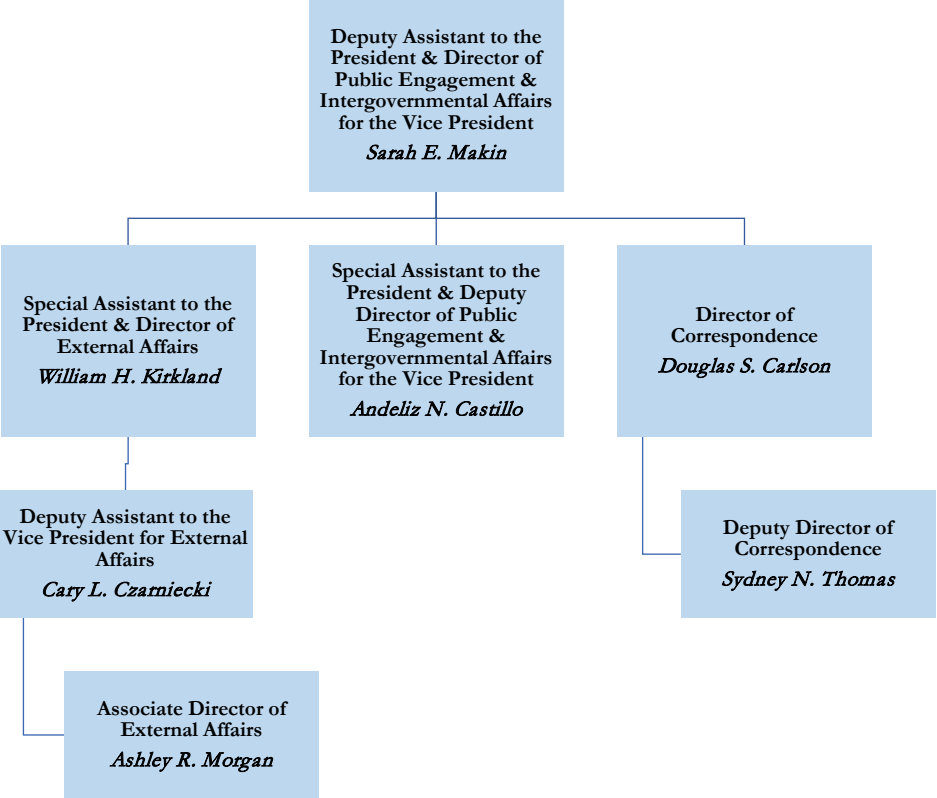 Deputy Assistant to the
President & Director of
Public Engagement &
Intergovernmental Affairs
for the Vice President
Sarah E. Makin
Special Assistant to the
President & Director of
External Affairs
William H. Kirkland
Special Assistant to the
President & Deputy
Director of Public
Engagement &
Intergovernmental Affairs
for the Vice President
Andeliz N. Castillo
Director of
Correspondence
Douglas S. Carlson
Deputy Assistant to the
Vice President for External
Affairs
Cary L. Czarniecki
Deputy Director of
Correspondence
Sydney N. Thomas
Associate Director of
External Affairs
Ashley R. Morgan